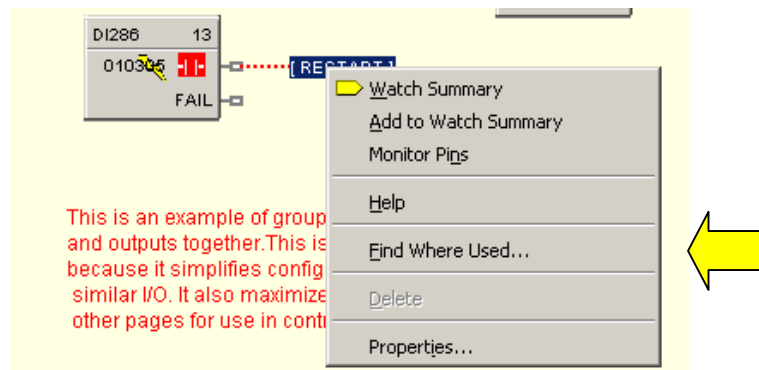 DI286 13
010305
FAIL
[ RESTART ]
Watch Summary
Add to Watch Summary
Monitor Pins
Help
Find Where Used...
Delete
Properties...
This is an example of group
and outputs together.This is
because it simplifies config
similar I/O. It also maximize
other pages for use in cont